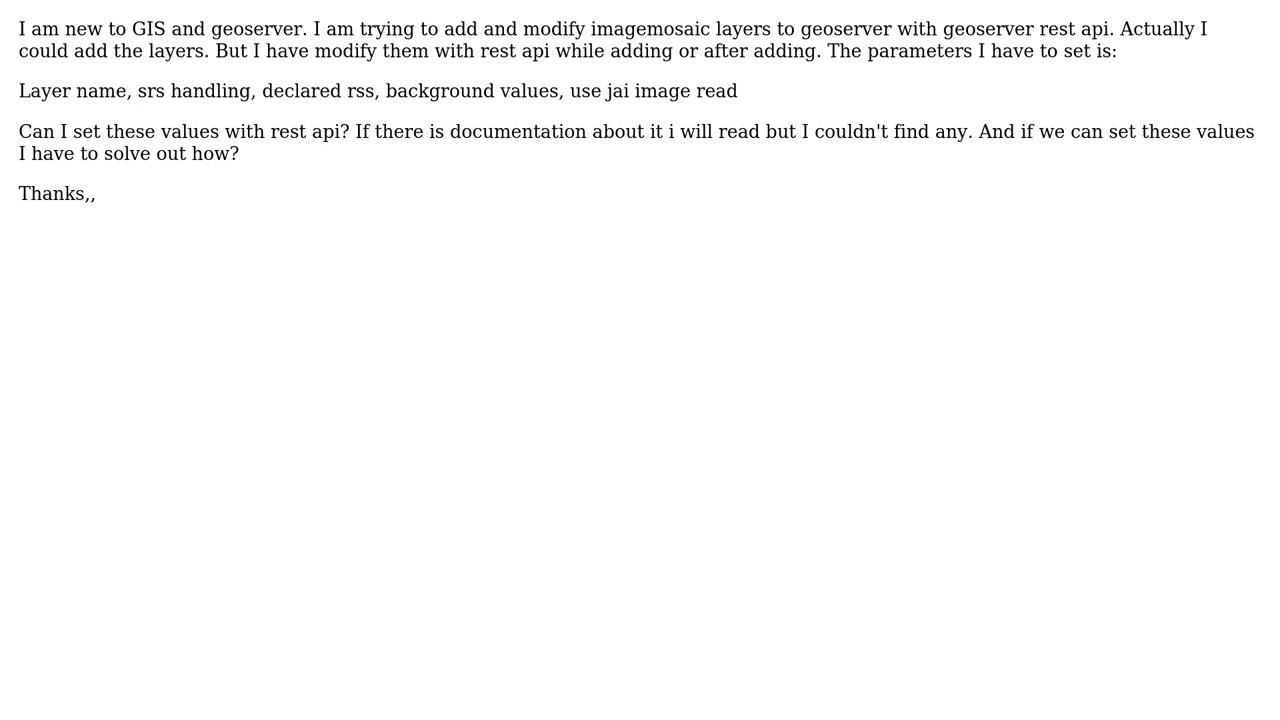 I am new to GIS and geoserver. I am trying to add and modify imagemosaic layers to geoserver with geoserver rest api. Actually I
could add the layers. But I have modify them with rest api while adding or after adding. The parameters I have to set is:
Layer name, srs handling, declared rss, background values, use jai image read
Can I set these values with rest api? If there is documentation about it i will read but I couldn't find any. And if we can set these values
I have to solve out how?
Thanks,,